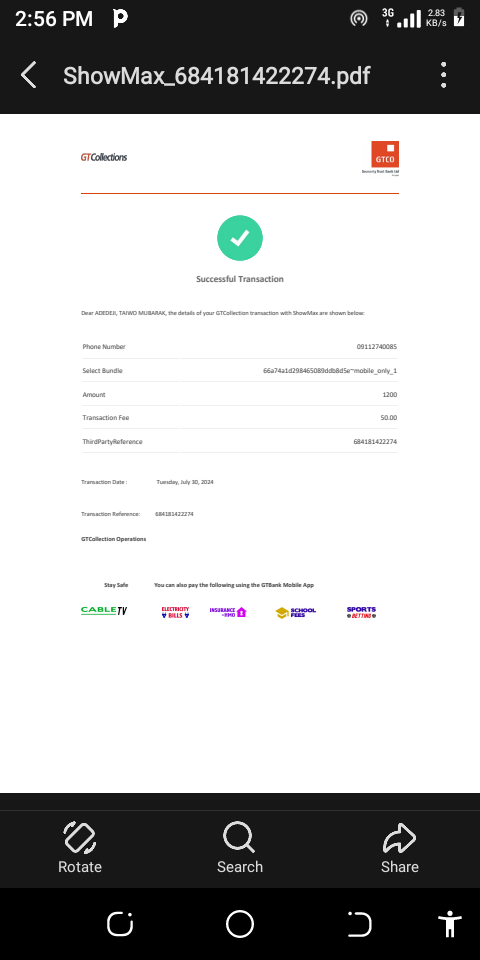 2:56 PM
3G
2.83
KB/s
ShowMax_684181422274.pdf
GTCollections
GTCO
Guaranty Trust Bank Ltd
Successful Transaction
Dear ADEDEJI, TAIWO MUBARAK, the details of your GTCollection transaction with ShowMax are shown below:
Phone Number 09112740085
Select Bundle 66a74a1d298465089ddb8d5e~mobile_only_1
Amount 1200
Transaction Fee 50.00
ThirdPartyReference 684181422274
Transaction Date : Tuesday, July 30, 2024
Transaction Reference: 684181422274
GTCollection Operations
Stay Safe You can also pay the following using the GTBank Mobile App
CABLE TV
ELECTRICITY BILLS
INSURANCE +HMO
SCHOOL FEES
SPORTS BETTING
Rotate
Search
Share